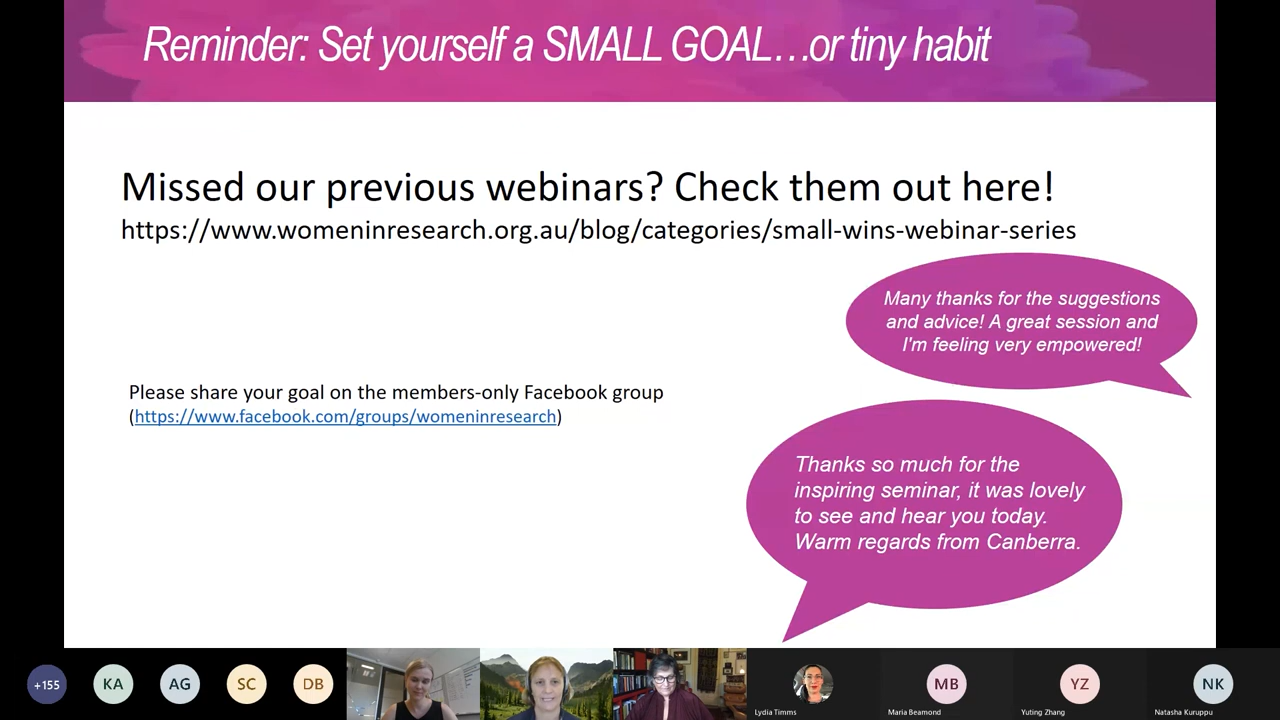 Reminder: Set yourself a SMALL GOAL...or tiny habit
Missed our previous webinars? Check them out here!
https://www.womeninresearch.org.au/blog/categories/small-wins-webinar-series
Many thanks for the suggestions
and advice! A great session and
I'm feeling very empowered!
Please share your goal on the members-only Facebook group
(https://www.facebook.com/groups/womeninresearch)
Thanks so much for the
inspiring seminar, it was lovely
to see and hear you today.
Warm regards from Canberra.
+155
KA
AG
SC
DB
Lydia Timms
MB
Maria Beamond
YZ
Yuting Zhang
NK
Natasha Kuruppu